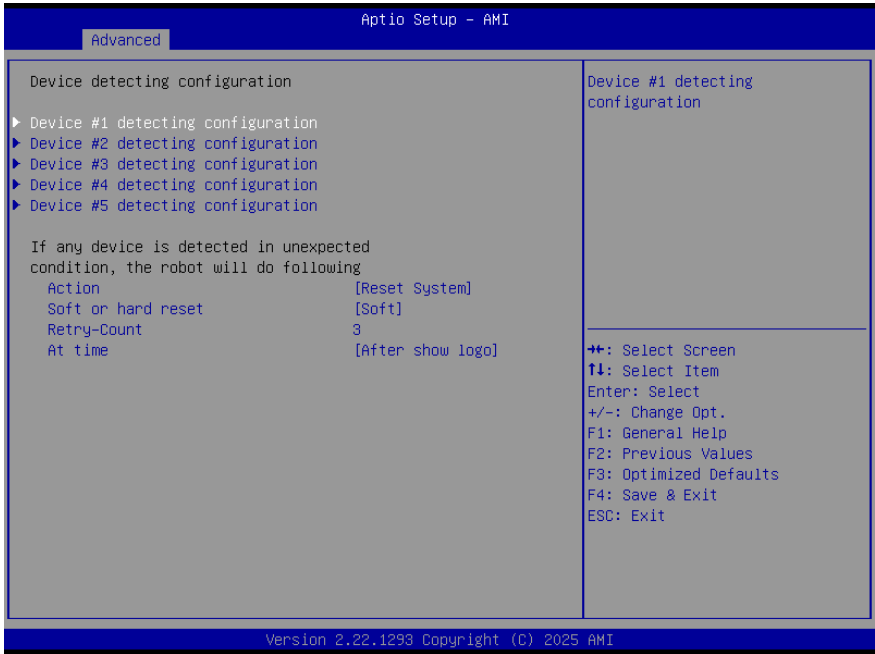 Aptio Setup – AMI
Advanced
Device detecting configuration
Device #1 detecting configuration
Device #2 detecting configuration
Device #3 detecting configuration
Device #4 detecting configuration
Device #5 detecting configuration
If any device is detected in unexpected
condition, the robot will do following
Action [Reset System]
Soft or hard reset [Soft]
Retry-Count 3
At time [After show logo]
Device #1 detecting
configuration
→←: Select Screen
↑↓: Select Item
Enter: Select
+/-: Change Opt.
F1: General Help
F2: Previous Values
F3: Optimized Defaults
F4: Save & Exit
ESC: Exit
Version 2.22.1293 Copyright (C) 2025 AMI